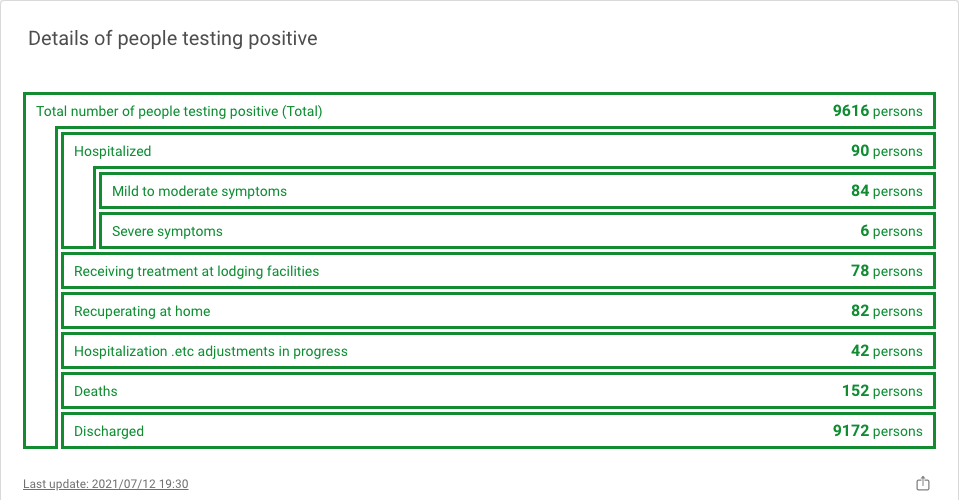 Details of people testing positive
Total number of people testing positive (Total) 9616 persons
Hospitalized 90 persons
Mild to moderate symptoms 84 persons
Severe symptoms 6 persons
Receiving treatment at lodging facilities 78 persons
Recuperating at home 82 persons
Hospitalization .etc adjustments in progress 42 persons
Deaths 152 persons
Discharged 9172 persons
Last update: 2021/07/12 19:30